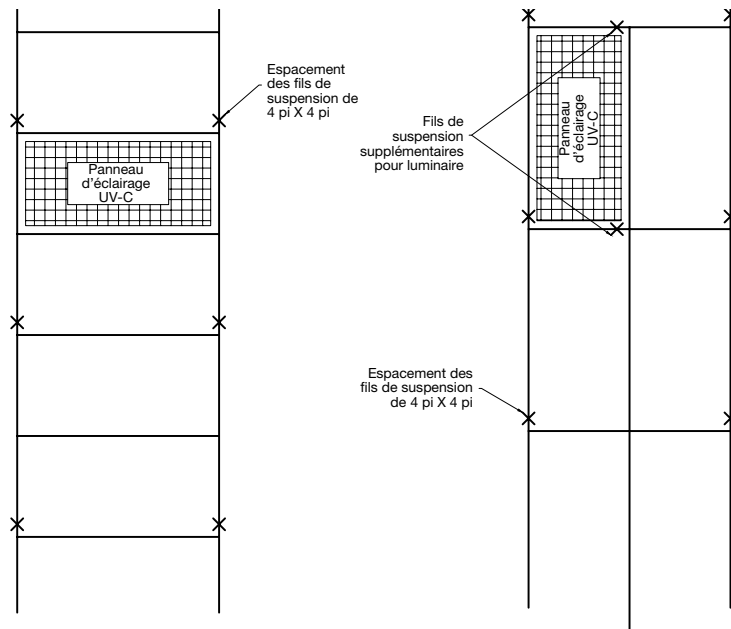 Espacement
des fils de
suspension de
4 pi X 4 pi
Panneau
d'éclairage
UV-C
Fils de
suspension
supplémentaires
pour luminaire
Panneau
d'éclairage
UV-C
Espacement des
fils de suspension
de 4 pi X 4 pi